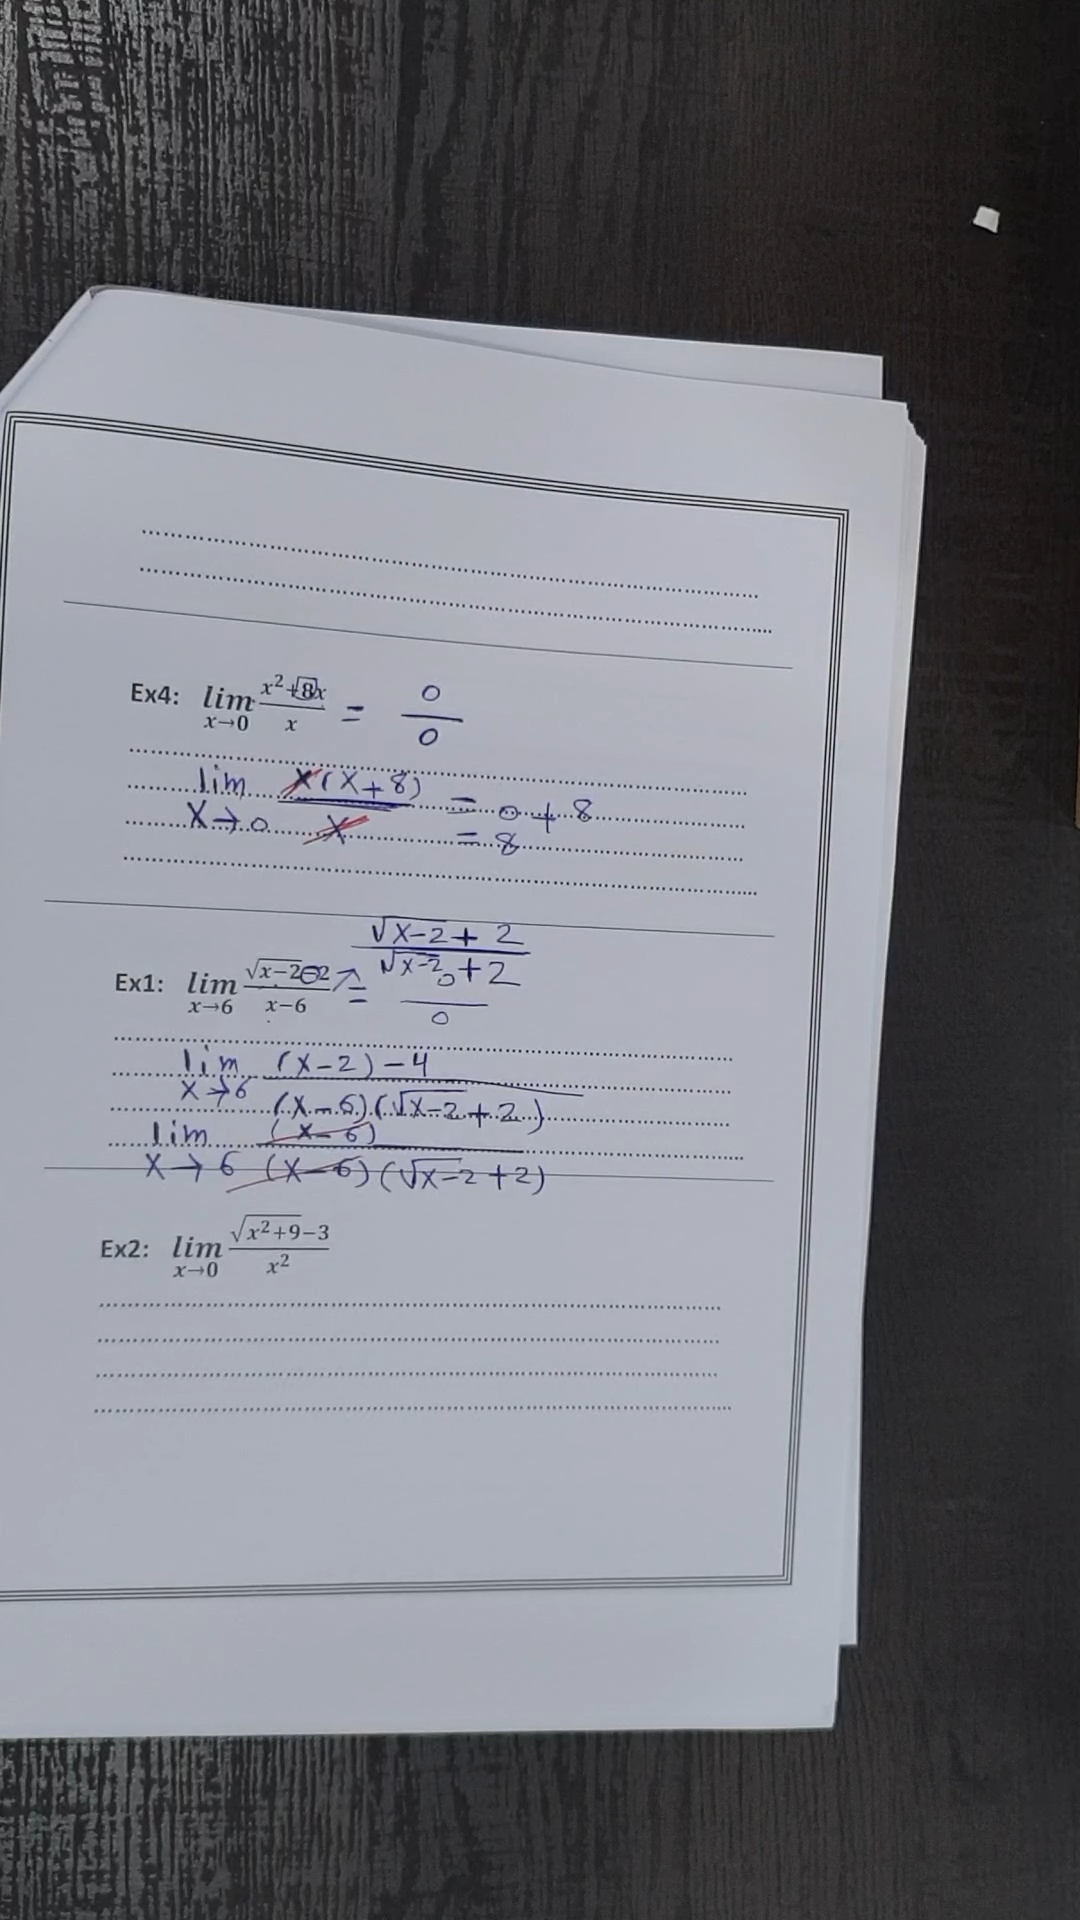 Ex4: lim x→0 x²+8x / x = 0 / 0
lim x→0 x(x+8) / x = 0+8
= 8
√x-2 + 2 / √x-2 + 2
Ex1: lim x→6 √x-2-2 / x-6 = 0 / 0
lim x→6 (x-2)-4 / (x-6)(√x-2+2)
lim x→6 (x-6) / (x-6)(√x-2+2)
Ex2: lim x→0 √x²+9-3 / x²